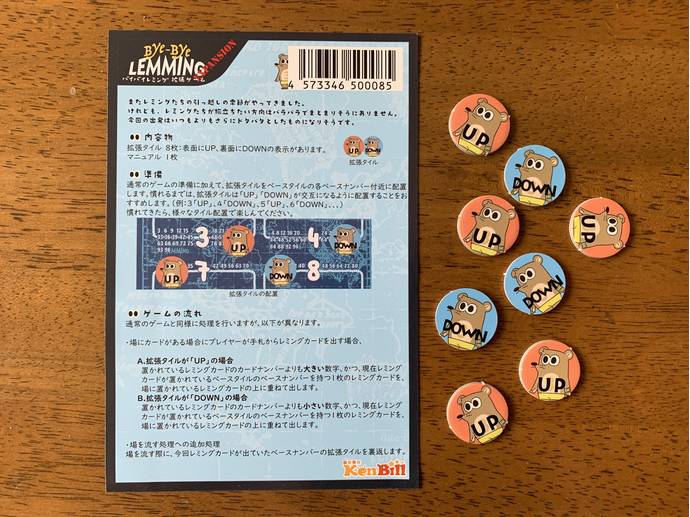 Bye-Bye
LEMMING
EXPANSION
バイバイレミング 拡張ゲーム
4 573346 500085
またレミングたちの引っ越しの季節がやってきました。
けれども、レミングたちが旅立ちたい方向はバラバラでまとまりそうにありません。
今回の出発はいつもよりもさらにドタバタとしたものになりそうです。
内容物
拡張タイル 8枚:表面にUP、裏面にDOWNの表示があります。
マニュアル 1枚
UP
DOWN
拡張タイル
準備
通常のゲームの準備に加えて、拡張タイルをベースタイルの各ベースナンバー付近に配置
します。慣れるまでは、拡張タイルは「UP」「DOWN」が交互になるように配置することをお
すすめします。(例:3「UP」、4「DOWN」、5「UP」、6「DOWN」、、、)
慣れてきたら、様々なタイル配置で楽しんでください。
3
UP
4
DOWN
7
UP
8
DOWN
拡張タイルの配置
ゲームの流れ
通常のゲームと同様に処理を行いますが、以下が異なります。
・場にカードがある場合にプレイヤーが手札からレミングカードを出す場合、
A.拡張タイルが「UP」の場合
置かれているレミングカードのカードナンバーよりも大きい数字、かつ、現在レミング
カードが置かれているベースタイルのベースナンバーを持つ1枚のレミングカードを、
場に置かれているレミングカードの上に重ねて出します。
B.拡張タイルが「DOWN」の場合
置かれているレミングカードのカードナンバーよりも小さい数字、かつ、現在レミング
カードが置かれているベースタイルのベースナンバーを持つ1枚のレミングカードを、
場に置かれているレミングカードの上に重ねて出します。
・場を流す処理への追加処理
場を流す際に、今回レミングカードが出ていたベースナンバーの拡張タイルを裏返します。
KenBill
UP
DOWN
UP
UP
DOWN
DOWN
UP
UP